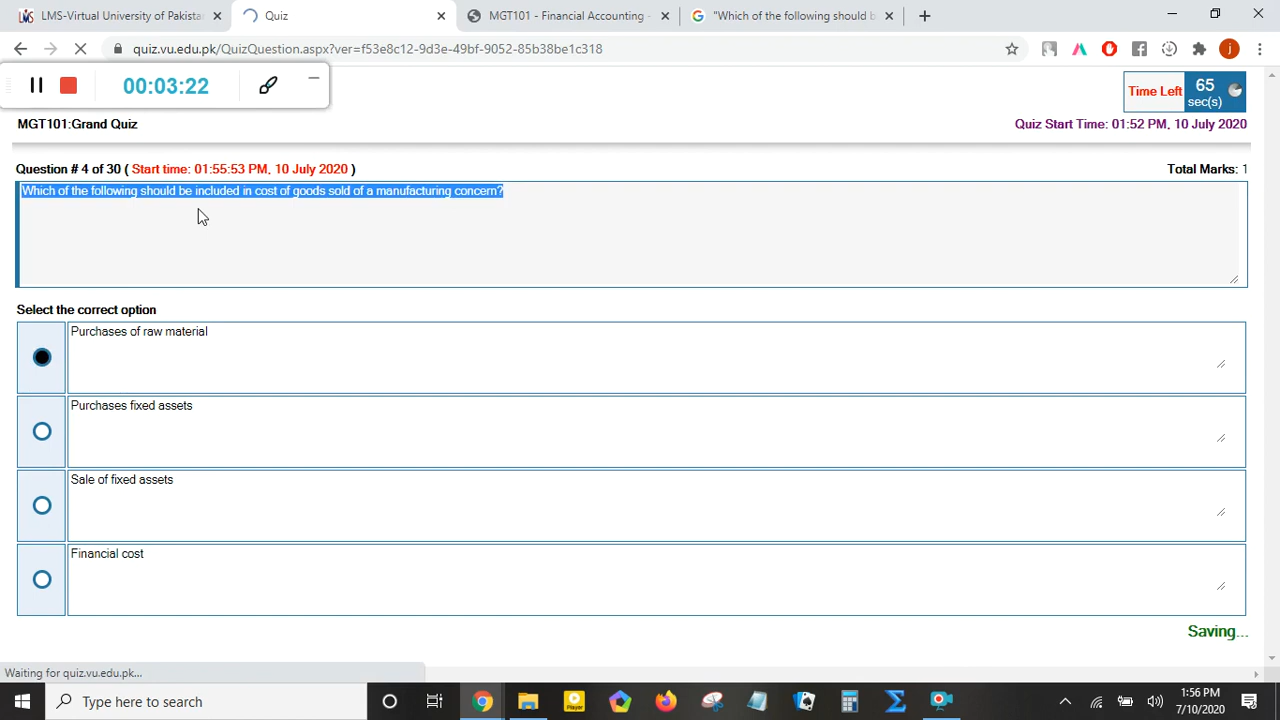 LMS-Virtual University of Pakistan
Quiz
MGT101 - Financial Accounting -
"Which of the following should b
quiz.vu.edu.pk/QuizQuestion.aspx?ver=f53e8c12-9d3e-49bf-9052-85b38be1c318
j
00:03:22
Time Left
65
sec(s)
MGT101:Grand Quiz
Quiz Start Time: 01:52 PM, 10 July 2020
Question # 4 of 30 ( Start time: 01:55:53 PM, 10 July 2020 )
Total Marks: 1
Which of the following should be included in cost of goods sold of a manufacturing concern?
Select the correct option
Purchases of raw material
Purchases fixed assets
Sale of fixed assets
Financial cost
Saving...
Waiting for quiz.vu.edu.pk...
Type here to search
Player
1:56 PM
7/10/2020